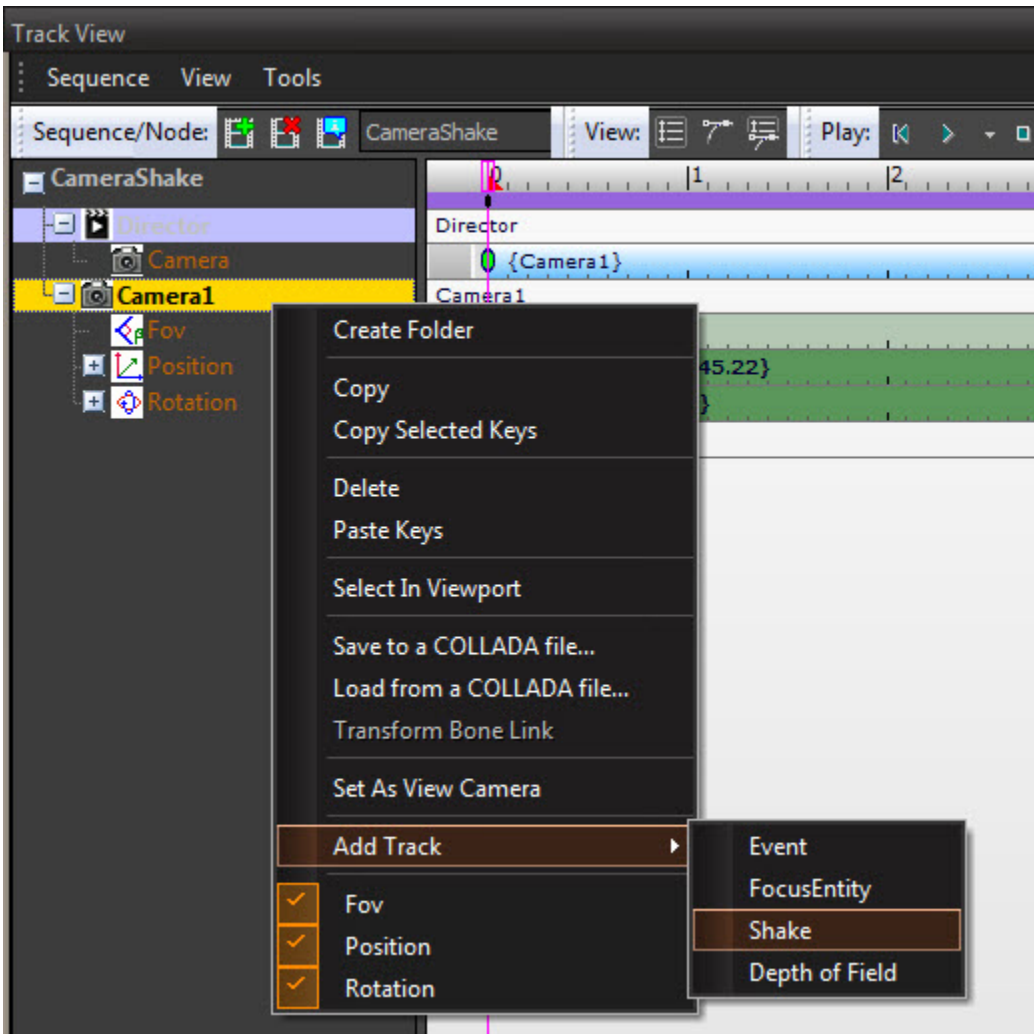 Track View
Sequence View Tools
Sequence/Node: CameraShake View: Play:
CameraShake
0 1 2
Director
Director
Camera
{Camera1}
Camera1
Camera1
Fov
Position
45.22}
Rotation
}
Create Folder
Copy
Copy Selected Keys
Delete
Paste Keys
Select In Viewport
Save to a COLLADA file...
Load from a COLLADA file...
Transform Bone Link
Set As View Camera
Add Track
Fov
Position
Rotation
Event
FocusEntity
Shake
Depth of Field